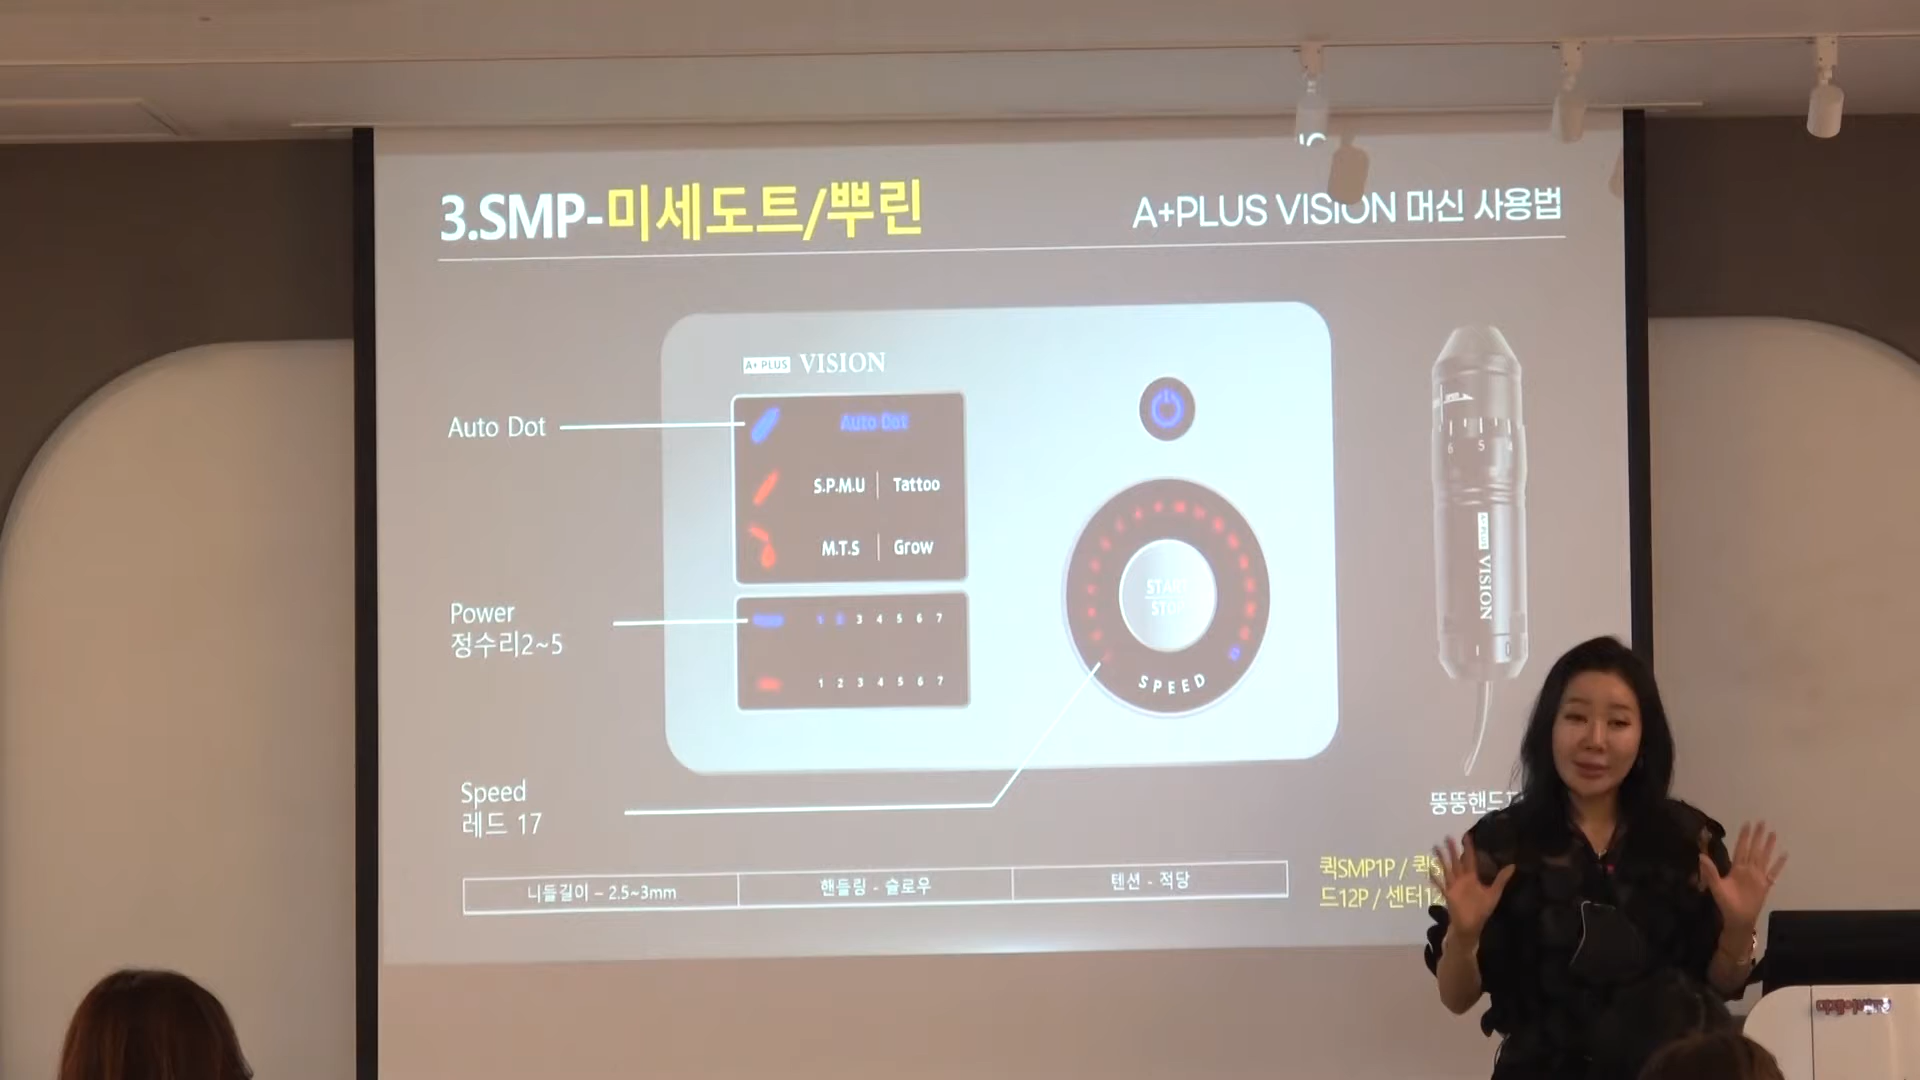 3.SMP-미세도트/뿌린
A+PLUS VISION 머신 사용법
A+ PLUS VISION
Auto Dot
Auto Dot
S.P.M.U | Tattoo
M.T.S | Grow
Power
정수리2~5
1 2 3 4 5 6 7
1 2 3 4 5 6 7
START
STOP
SPEED
Speed
레드 17
6 5
A+ PLUS VISION
뚱뚱핸드
니들길이 – 2.5~3mm
핸들링 - 슬로우
텐션 - 적당
퀵SMP1P /
드12P / 센터12